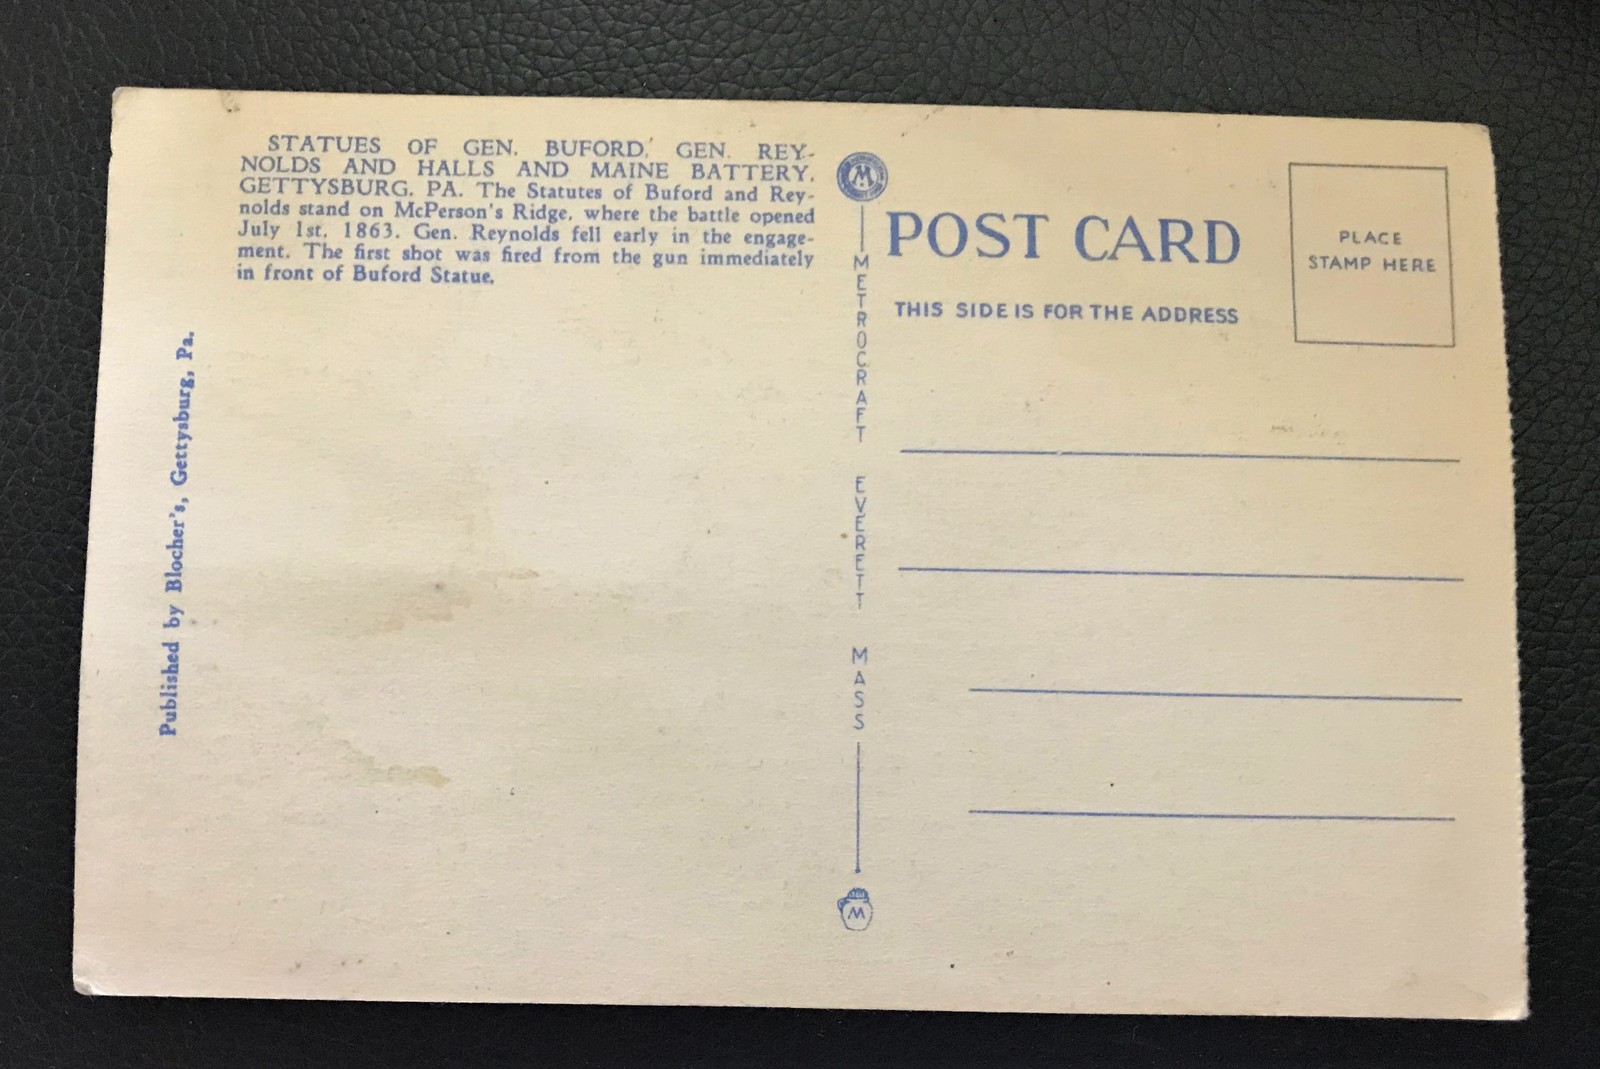 STATUES OF GEN. BUFORD, GEN. REY-
NOLDS AND HALLS AND MAINE BATTERY,
GETTYSBURG, PA. The Statutes of Buford and Rey-
nolds stand on McPerson's Ridge, where the battle opened
July 1st, 1863. Gen. Reynolds fell early in the engage-
ment. The first shot was fired from the gun immediately
in front of Buford Statue.
Published by Blocher's, Gettysburg, Pa.
M
METROCRAFT EVERETT MASS
M
POST CARD
THIS SIDE IS FOR THE ADDRESS
PLACE
STAMP HERE